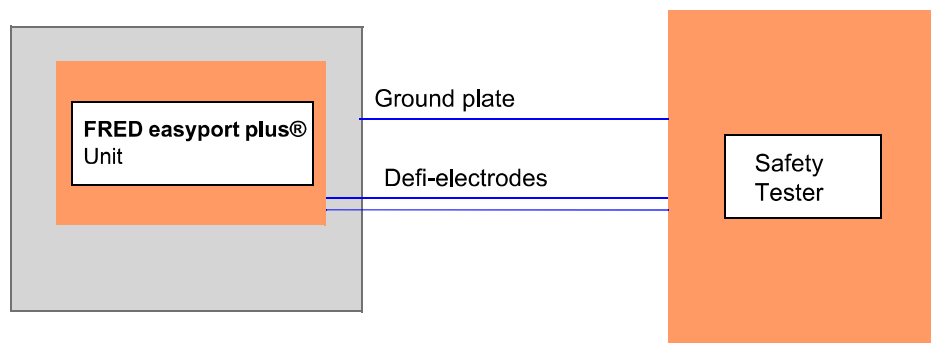 Ground plate
FRED easyport plus®
Unit
Defi-electrodes
Safety
Tester